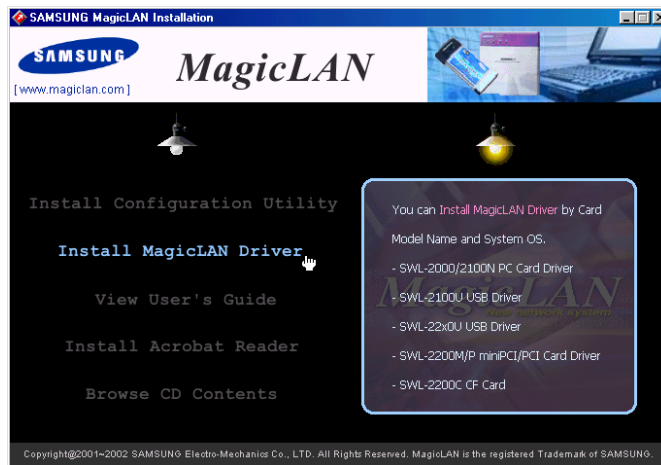 SAMSUNG MagicLAN Installation
SAMSUNG
MagicLAN
[ www.magiclan.com ]
Install Configuration Utility
Install MagicLAN Driver
View User's Guide
Install Acrobat Reader
Browse CD Contents
You can Install MagicLAN Driver by Card
Model Name and System OS.
- SWL-2000/2100N PC Card Driver
- SWL-2100U USB Driver
- SWL-22x0U USB Driver
- SWL-2200M/P miniPCI/PCI Card Driver
- SWL-2200C CF Card
MagicLAN
New network system
Copyright@2001~2002 SAMSUNG Electro-Mechanics Co., LTD. All Rights Reserved. MagicLAN is the registered Trademark of SAMSUNG.